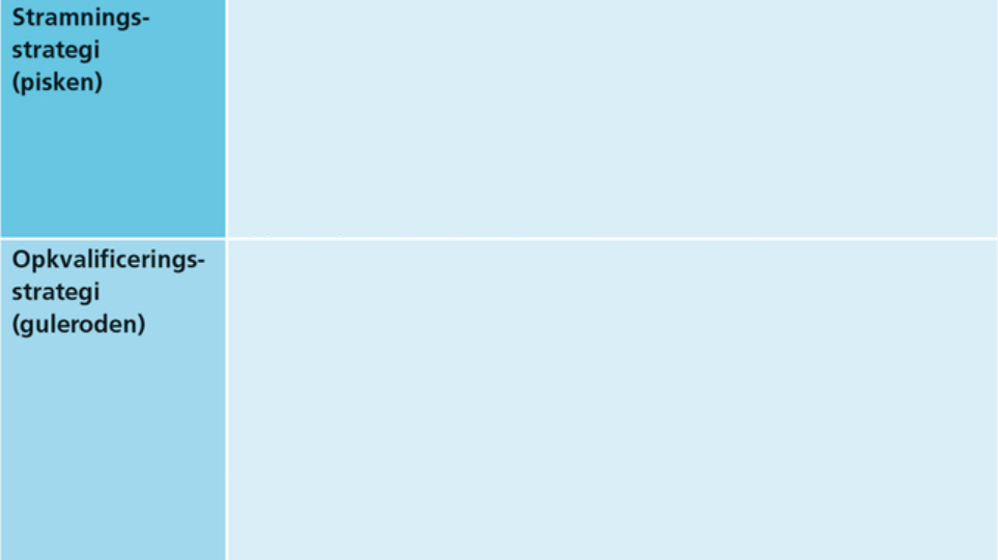 Stramnings-
strategi
(pisken)
Opkvalificerings-
strategi
(guleroden)